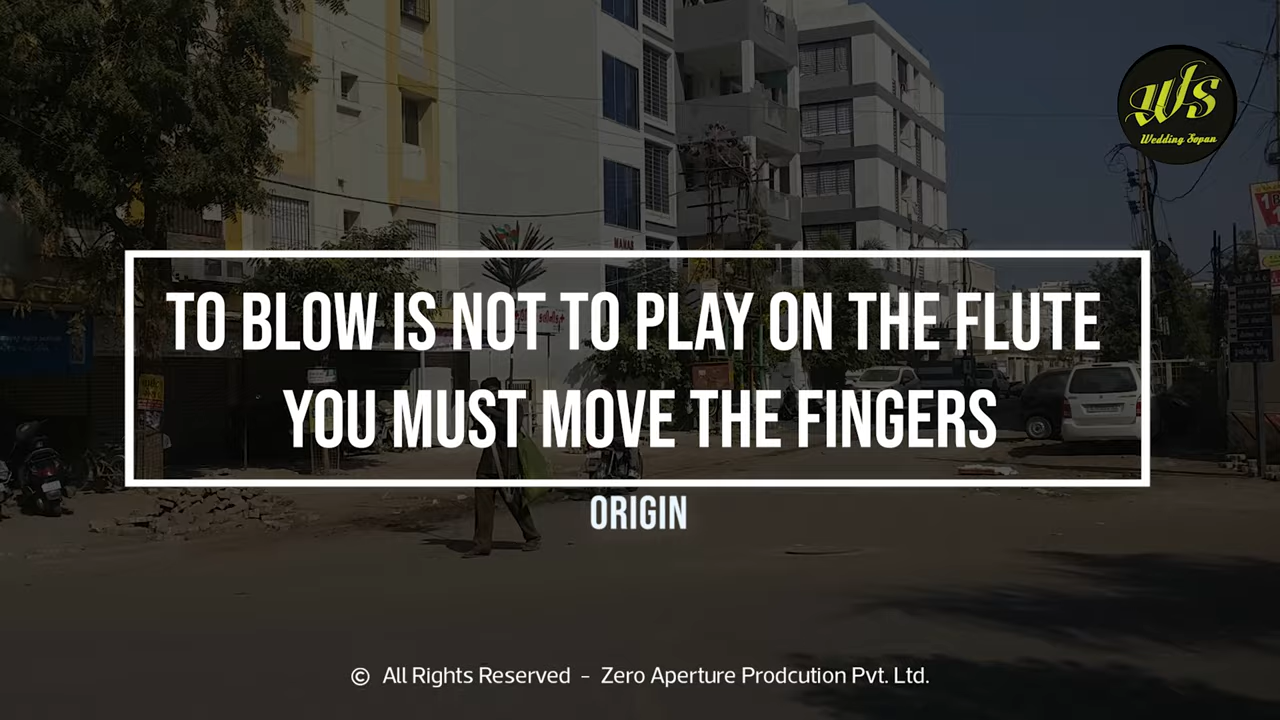 WS
Wedding Sopan
MANAS
TO BLOW IS NOT TO PLAY ON THE FLUTE
YOU MUST MOVE THE FINGERS
ORIGIN
© All Rights Reserved - Zero Aperture Prodcution Pvt. Ltd.